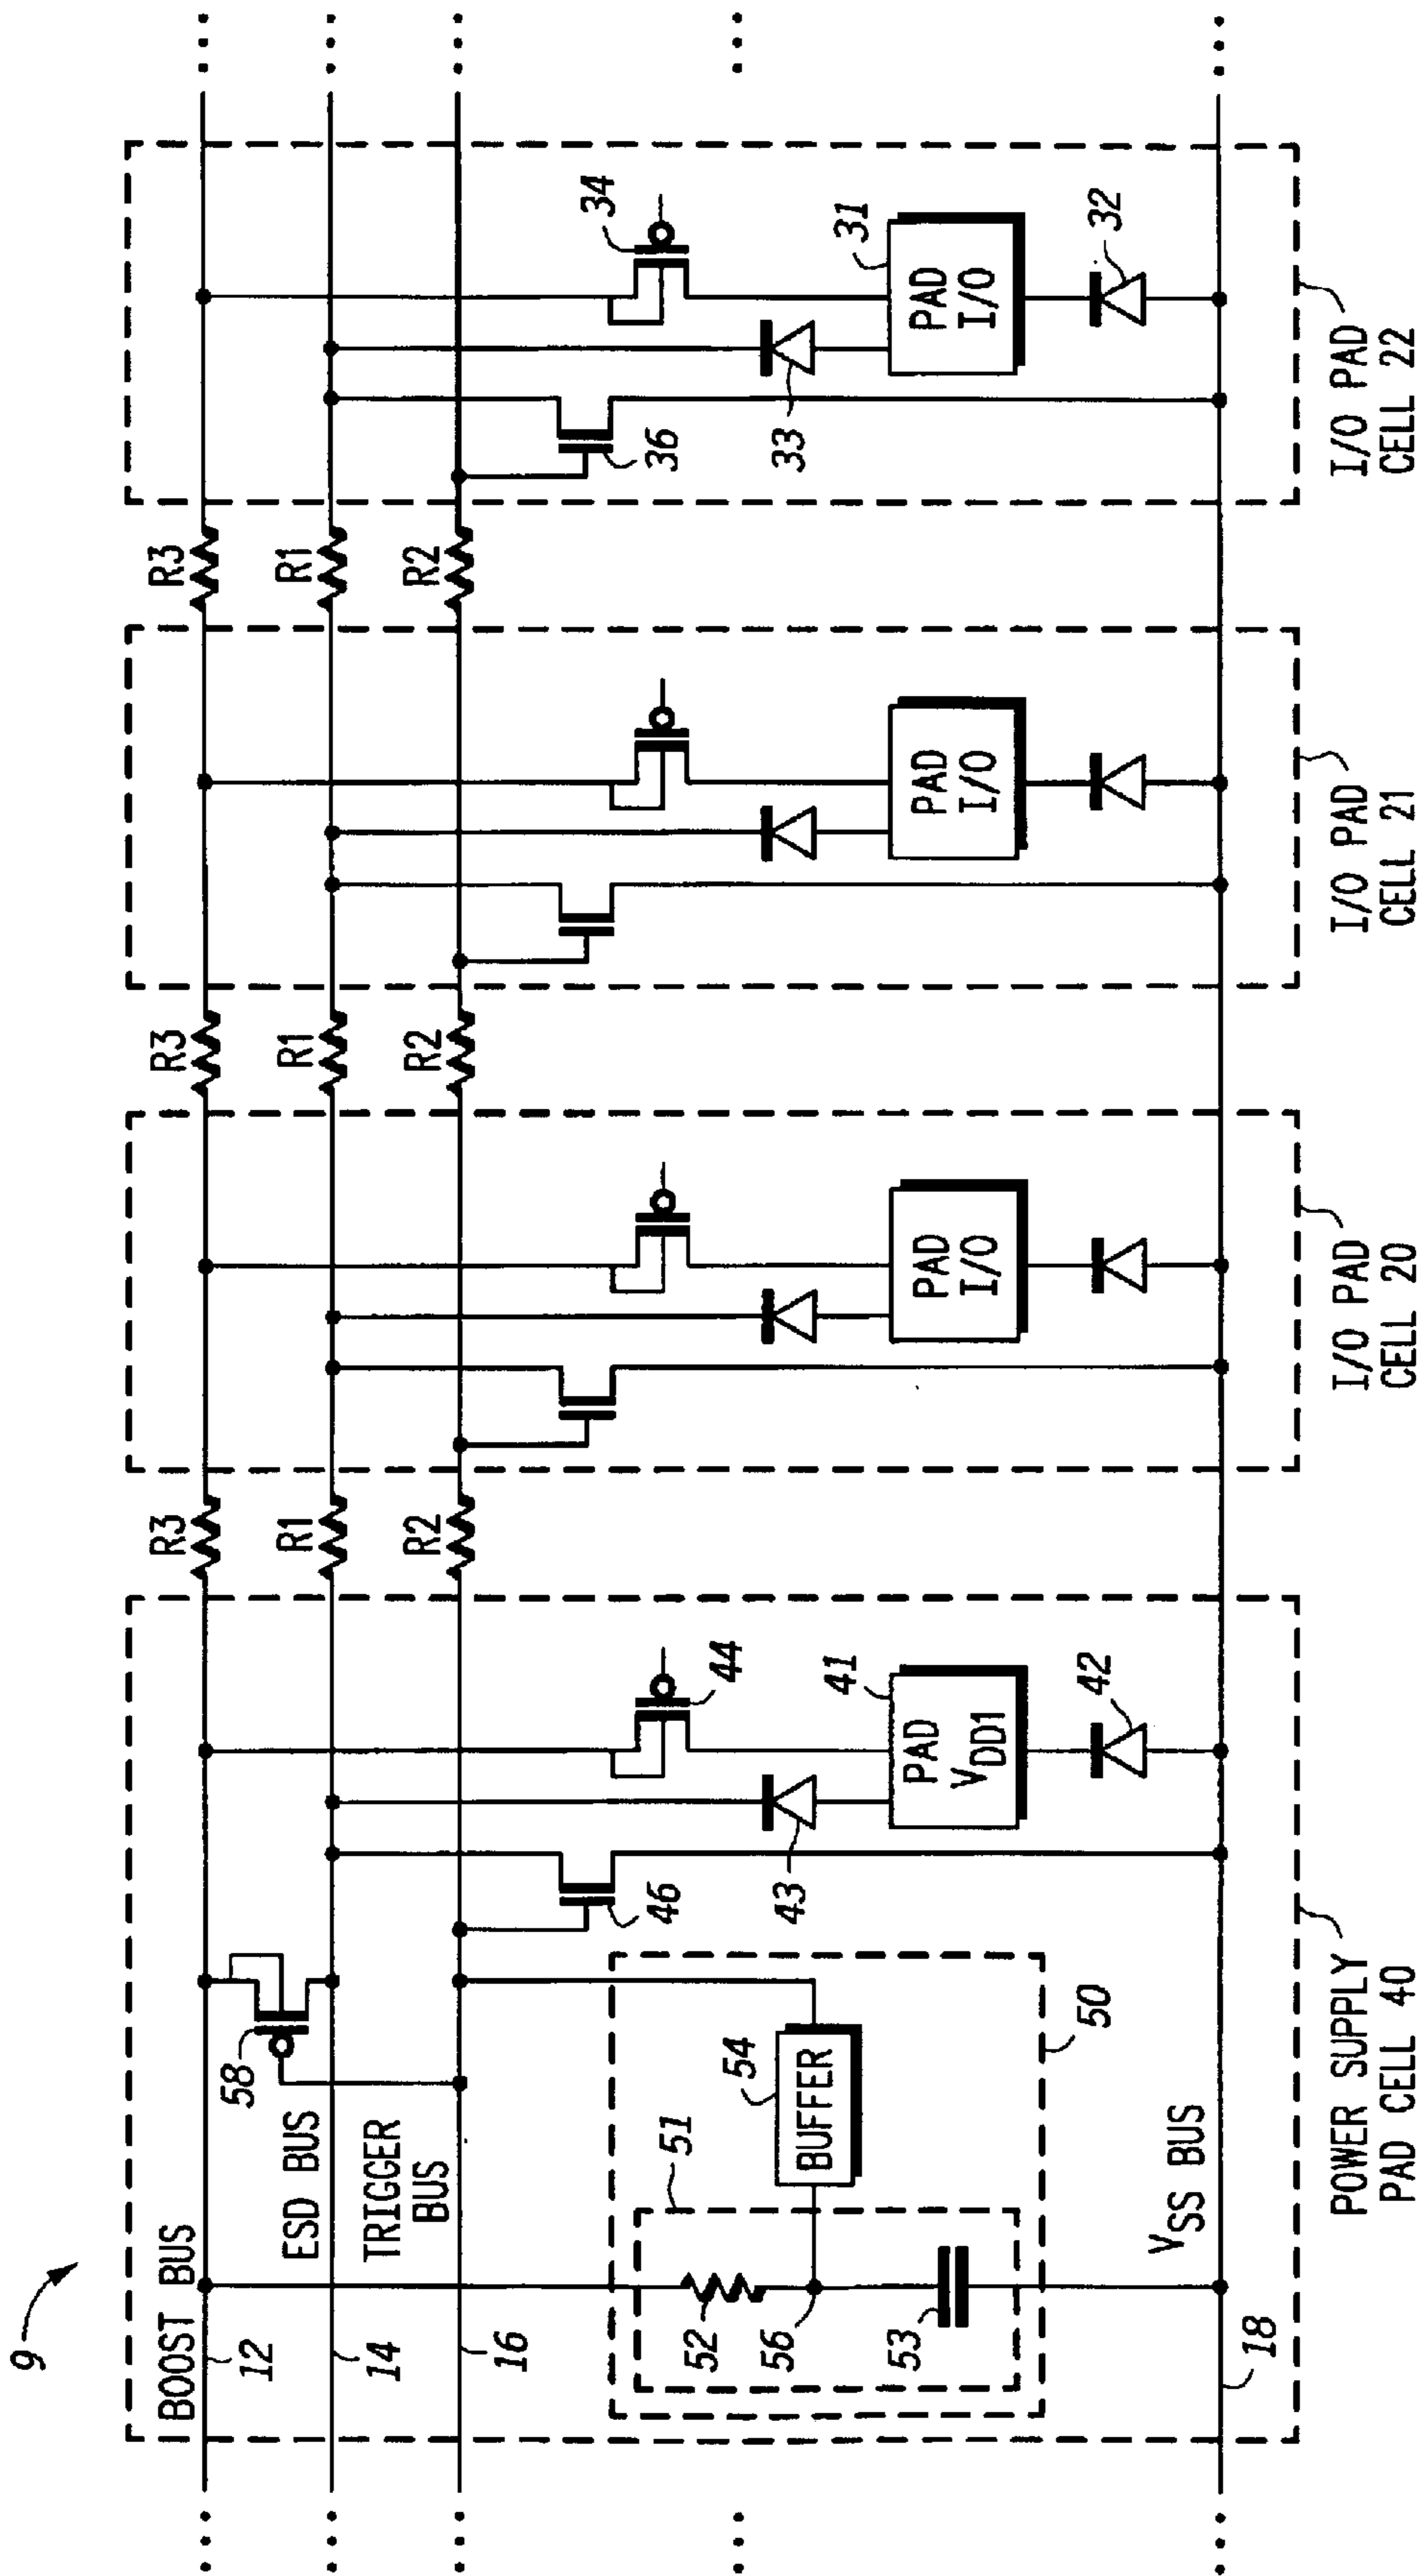 9
BOOST BUS
12
58
ESD BUS
14
TRIGGER
BUS
16
R3
R1
R2
R3
R1
R2
R3
R1
R2
51
52
56
53
54
BUFFER
50
46
43
44
41
PAD
VDD1
42
VSS BUS
18
PAD
I/O
PAD
I/O
36
33
34
31
PAD
I/O
32
POWER SUPPLY
PAD CELL 40
I/O PAD
CELL 20
I/O PAD
CELL 21
I/O PAD
CELL 22